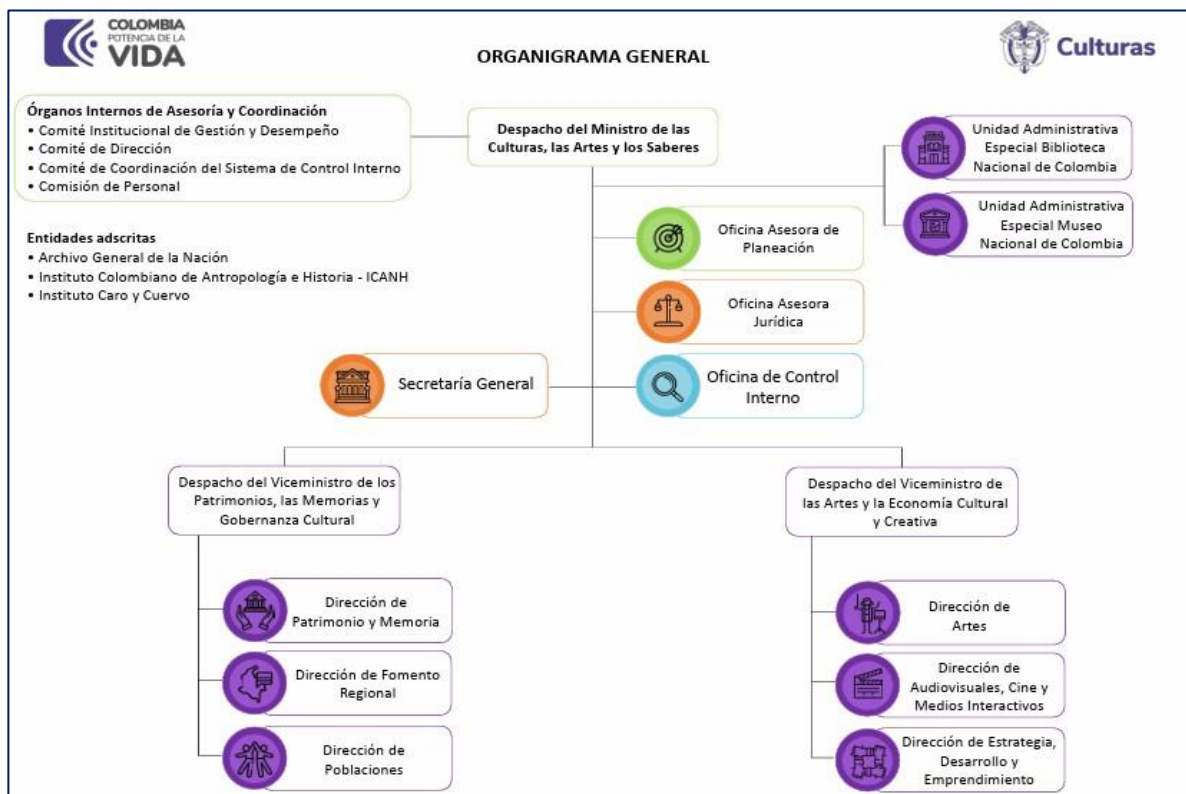 COLOMBIA
POTENCIA DE LA
VIDA
ORGANIGRAMA GENERAL
Culturas
Órganos Internos de Asesoría y Coordinación
• Comité Institucional de Gestión y Desempeño
• Comité de Dirección
• Comité de Coordinación del Sistema de Control Interno
• Comisión de Personal
Despacho del Ministro de las
Culturas, las Artes y los Saberes
Unidad Administrativa
Especial Biblioteca
Nacional de Colombia
Unidad Administrativa
Especial Museo
Nacional de Colombia
Entidades adscritas
• Archivo General de la Nación
• Instituto Colombiano de Antropología e Historia - ICANH
• Instituto Caro y Cuervo
Oficina Asesora de
Planeación
Oficina Asesora
Jurídica
Secretaría General
Oficina de Control
Interno
Despacho del Viceministro de los
Patrimonios, las Memorias y
Gobernanza Cultural
Dirección de
Patrimonio y Memoria
Dirección de Fomento
Regional
Dirección de
Poblaciones
Despacho del Viceministro de
las Artes y la Economía Cultural
y Creativa
Dirección de
Artes
Dirección de
Audiovisuales, Cine y
Medios Interactivos
Dirección de Estrategia,
Desarrollo y
Emprendimiento